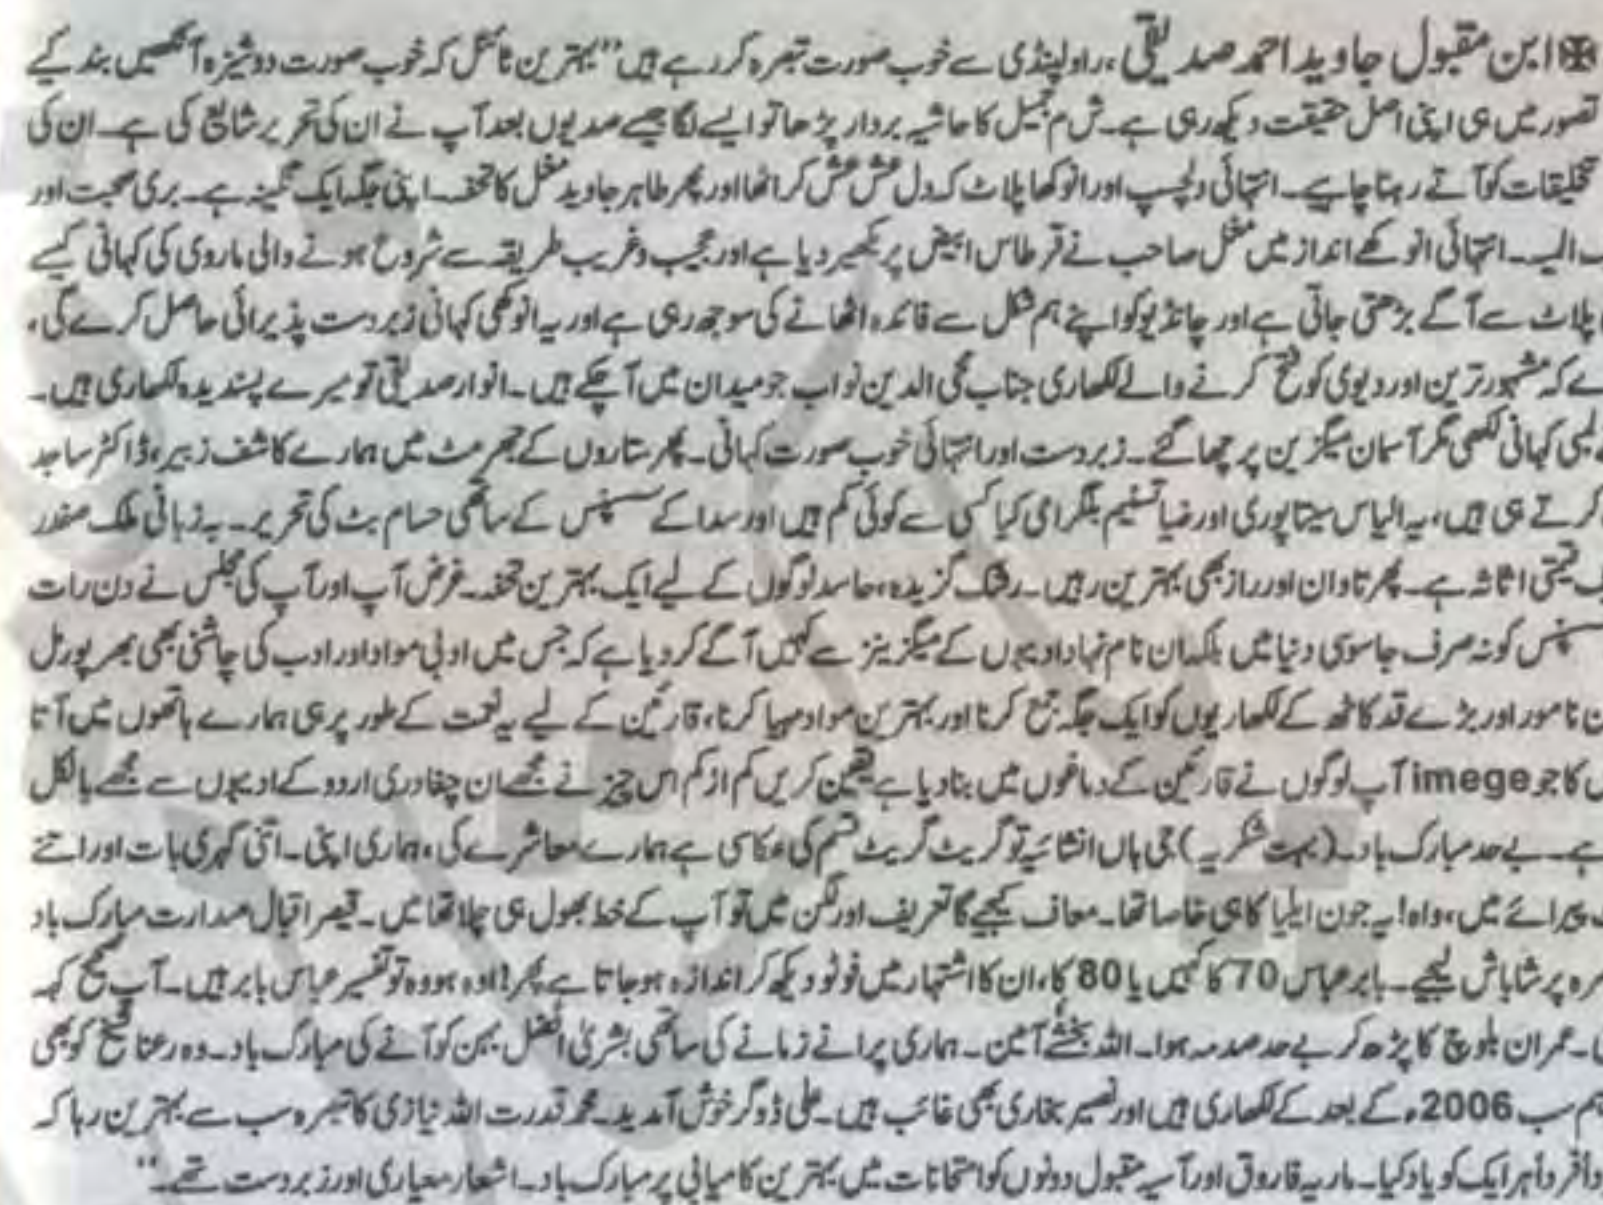 ابن مقبول جاوید احمد صدیقی، راولپنڈی سے خوب صورت تبصرہ کر رہے ہیں ’’بہترین ٹائٹل کہ خوب صورت دوشیزہ آنکھیں بند کیے
تصور میں ہی اپنی اصل حقیقت دیکھ رہی ہے۔ ش م جمیل کا حاشیہ بردار پڑھا تو ایسے لگا جیسے صدیوں بعد آپ نے ان کی تحریر شائع کی ہے۔ ان کی
تخلیقات کو آتے رہنا چاہیے۔ انتہائی دلچسپ اور انوکھا پلاٹ کہ دل عش عش کر اٹھا اور پھر طاہر جاوید مغل کا تحفہ۔ اپنی جگہ ایک نگینہ ہے۔ بری صحبت اور
المیہ۔ انتہائی انوکھے انداز میں مغل صاحب نے قرطاس ابیض پر بکھیر دیا ہے اور عجیب و غریب طریقہ سے شروع ہونے والی ماروی کی کہانی کیسے
پلاٹ سے آگے بڑھتی جاتی ہے اور چانڈیو کو اپنے ہم شکل سے فائدہ اٹھانے کی سوجھ رہی ہے اور یہ انوکھی کہانی زبردست پذیرائی حاصل کرے گی،
کہ مشہور ترین اور دیوی کو فتح کرنے والے لکھاری جناب محی الدین نواب جو میدان میں آ چکے ہیں۔ انوار صدیقی تو میرے پسندیدہ لکھاری ہیں۔
لمبی کہانی لکھی مگر آسمان میگزین پر چھا گئے۔ زبردست اور انتہائی خوب صورت کہانی۔ پھر ستاروں کے جھرمٹ میں ہمارے کاشف زبیر، ڈاکٹر ساجد
کرتے ہی ہیں، یہ الیاس سیتاپوری اور ضیا تسنیم بلگرامی کیا کسی سے کوئی کم ہیں اور سدا کے سسپنس کے ساتھی حسام بٹ کی تحریر۔ بہ زبانی ملک صفدر
قیمتی اثاثہ ہے۔ پھر تاوان اور راز بھی بہترین رہیں۔ رشک گزیدہ، حاسد لوگوں کے لیے ایک بہترین تحفہ۔ غرض آپ اور آپ کی مجلس نے دن رات
سسپنس کو نہ صرف جاسوسی دنیا میں بلکہ ان نام نہاد ادیبوں کے میگزینز سے کہیں آگے کر دیا ہے کہ جس میں ادبی مواد اور ادب کی چاشنی بھی بھرپور مل
نامور اور بڑے قد کاٹھ کے لکھاریوں کو ایک جگہ جمع کرنا اور بہترین مواد مہیا کرنا، قارئین کے لیے یہ نعمت کے طور پر ہی ہمارے ہاتھوں میں آتا
کا جو imege آپ لوگوں نے قارئین کے دماغوں میں بنا دیا ہے یقین کریں کم از کم اس چیز نے مجھے ان چغادری اردو کے ادیبوں سے مجھے بالکل
ہے۔ بے حد مبارک باد۔ (بہت شکریہ) جی ہاں انشائیہ تو گریٹ گریٹ قسم کی عکاسی ہے ہمارے معاشرے کی، ہماری اپنی۔ اتنی گہری بات اور اتنے
پیرائے میں، واہ! یہ جون ایلیا کا ہی خاصا تھا۔ معاف کیجیے گا تعریف اور لگن میں تو آپ کے خط بھول ہی چلا تھا میں۔ قیصر اقبال صدارت مبارک باد
پر شاباش لیجیے۔ بابر عباس 70 کا کہیں یا 80 کا، ان کا اشتہار میں فوٹو دیکھ کر اندازہ ہو جاتا ہے پھر! اوہ ہو وہ تو تفسیر عباس بابر ہیں۔ آپ صحیح کہہ
عمران بلوچ کا پڑھ کر بے حد صدمہ ہوا۔ اللہ بخشے آمین۔ ہماری پرانے زمانے کی ساتھی بشریٰ افضل بہن کو آنے کی مبارک باد۔ وہ رعنا شیخ کو بھی
ہم سب 2006ء کے بعد کے لکھاری ہیں اور نصیر بخاری بھی غائب ہیں۔ علی ڈوگر خوش آمدید۔ محمد قدرت اللہ نیازی کا تبصرہ سب سے بہترین رہا کہ
فرداً ہر ایک کو یاد کیا۔ ماریہ فاروق اور آسیہ مقبول دونوں کو امتحانات میں بہترین کامیابی پر مبارک باد۔ اشعار معیاری اور زبردست تھے۔‘‘